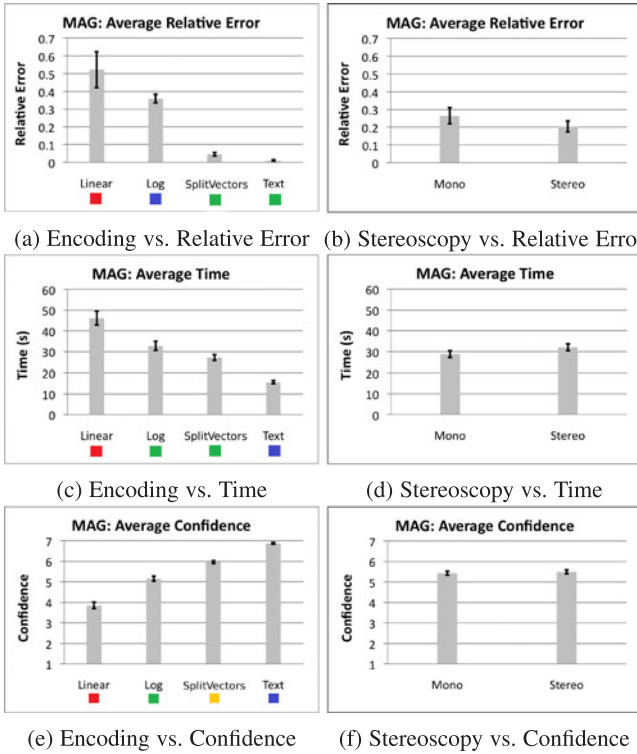 MAG: Average Relative Error
Relative Error
0.7
0.6
0.5
0.4
0.3
0.2
0.1
0
Linear Log SplitVectors Text
(a) Encoding vs. Relative Error
MAG: Average Relative Error
Relative Error
0.7
0.6
0.5
0.4
0.3
0.2
0.1
0
Mono Stereo
(b) Stereoscopy vs. Relative Erro
MAG: Average Time
Time (s)
60
50
40
30
20
10
0
Linear Log SplitVectors Text
(c) Encoding vs. Time
MAG: Average Time
Time (s)
60
50
40
30
20
10
0
Mono Stereo
(d) Stereoscopy vs. Time
MAG: Average Confidence
Confidence
7
6
5
4
3
2
1
Linear Log SplitVectors Text
(e) Encoding vs. Confidence
MAG: Average Confidence
Confidence
7
6
5
4
3
2
1
Mono Stereo
(f) Stereoscopy vs. Confidence